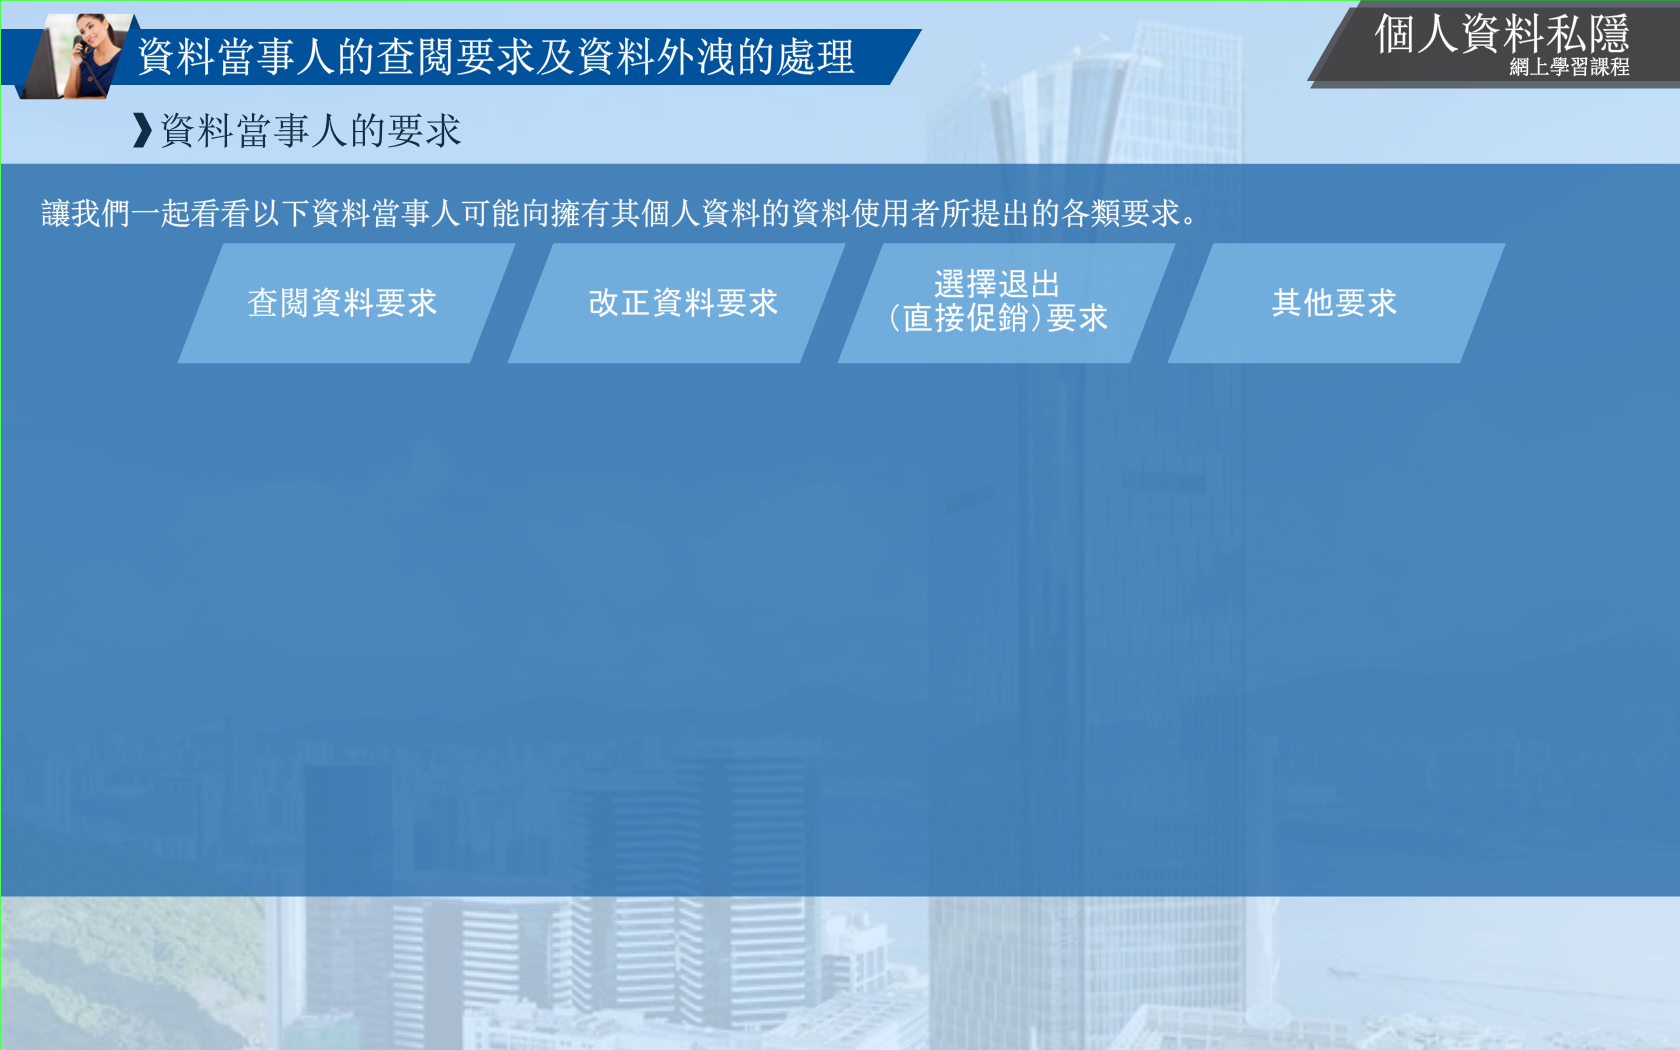 資料當事人的查閱要求及資料外洩的處理
個人資料私隱
網上學習課程
資料當事人的要求
讓我們一起看看以下資料當事人可能向擁有其個人資料的資料使用者所提出的各類要求。
查閱資料要求
改正資料要求
選擇退出
（直接促銷）要求
其他要求